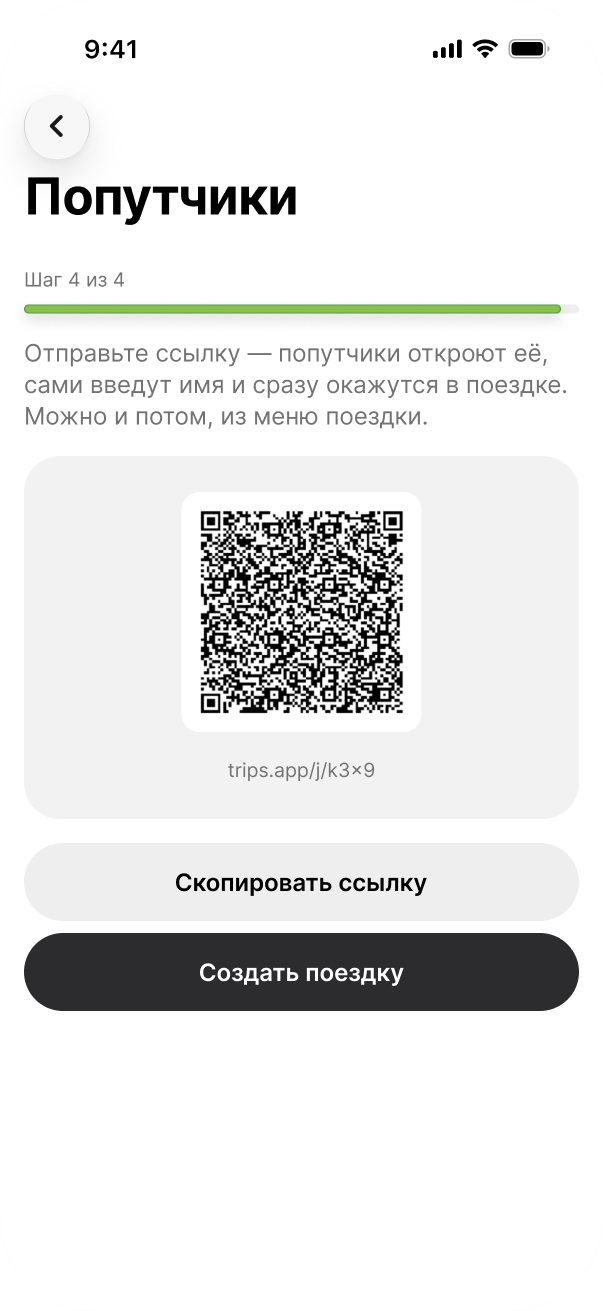 9:41
Попутчики
Шаг 4 из 4
Отправьте ссылку — попутчики откроют её,
сами введут имя и сразу окажутся в поездке.
Можно и потом, из меню поездки.
trips.app/j/k3×9
Скопировать ссылку
Создать поездку